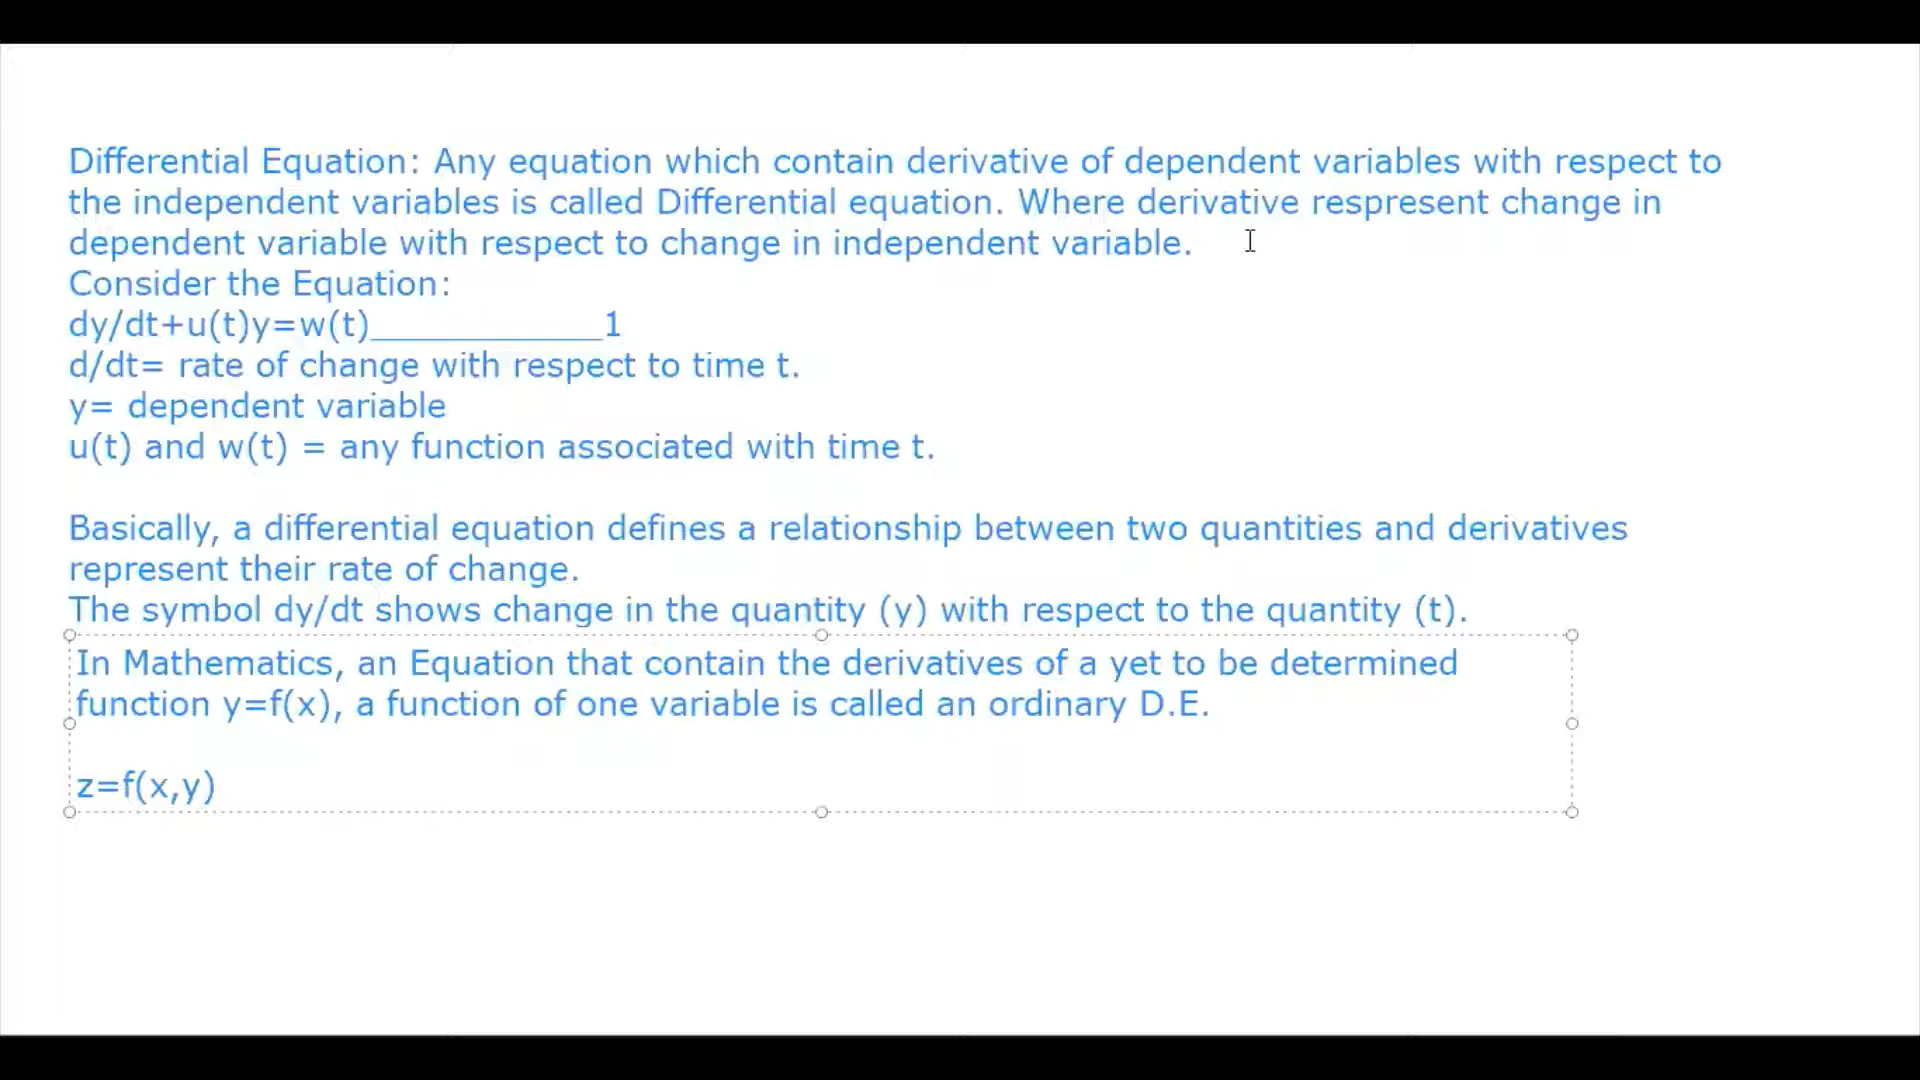 Differential Equation: Any equation which contain derivative of dependent variables with respect to
the independent variables is called Differential equation. Where derivative respresent change in
dependent variable with respect to change in independent variable.
Consider the Equation:
dy/dt+u(t)y=w(t)____________1
d/dt= rate of change with respect to time t.
y= dependent variable
u(t) and w(t) = any function associated with time t.
Basically, a differential equation defines a relationship between two quantities and derivatives
represent their rate of change.
The symbol dy/dt shows change in the quantity (y) with respect to the quantity (t).
In Mathematics, an Equation that contain the derivatives of a yet to be determined
function y=f(x), a function of one variable is called an ordinary D.E.
z=f(x,y)